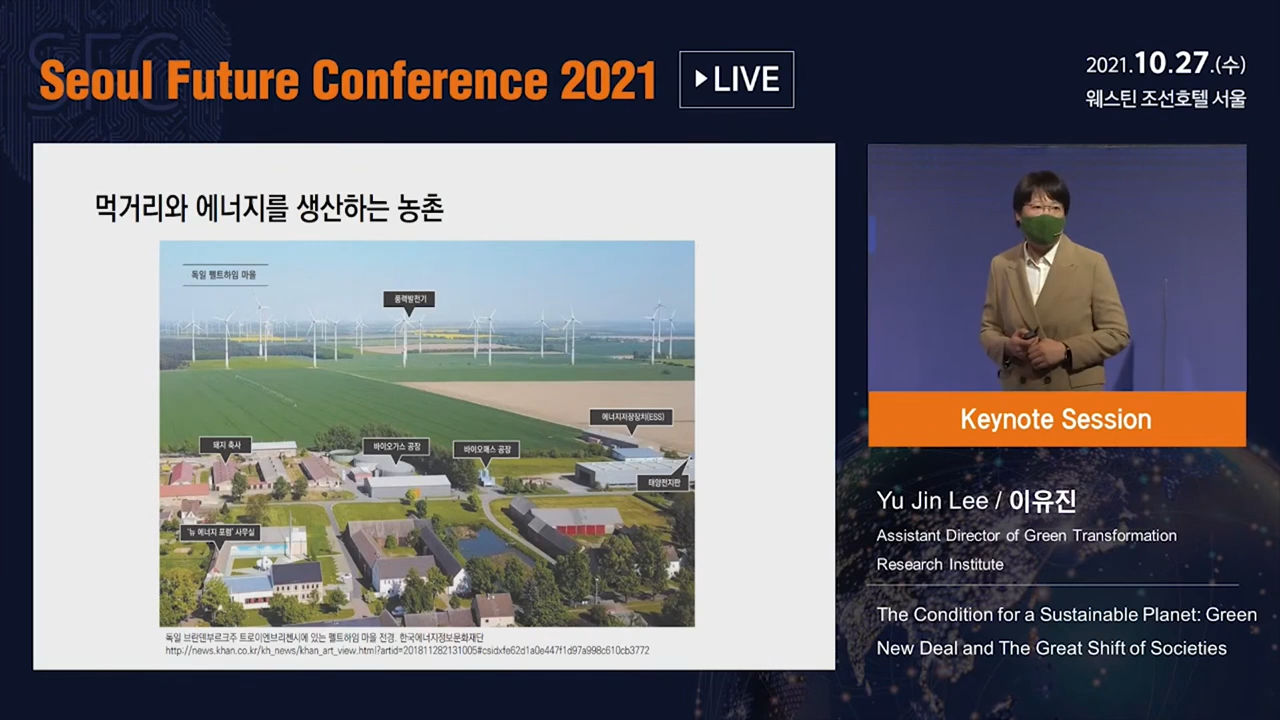 Seoul Future Conference 2021
LIVE
2021.10.27.(수)
웨스틴 조선호텔 서울
먹거리와 에너지를 생산하는 농촌
독일 펠트하임 마을
풍력발전기
에너지저장장치(ESS)
돼지 축사
바이오가스 공장
바이오매스 공장
태양전지판
'뉴 에너지 포럼' 사무실
독일 브란덴부르크주 트로이엔브리첸시에 있는 펠트하임 마을 전경. 한국에너지정보문화재단
http://news.khan.co.kr/kh_news/khan_art_view.html?artid=201811282131005#csidxfe62d1a0e447f1d97a998c610cb3772
Keynote Session
Yu Jin Lee / 이유진
Assistant Director of Green Transformation
Research Institute
The Condition for a Sustainable Planet: Green
New Deal and The Great Shift of Societies
SFC